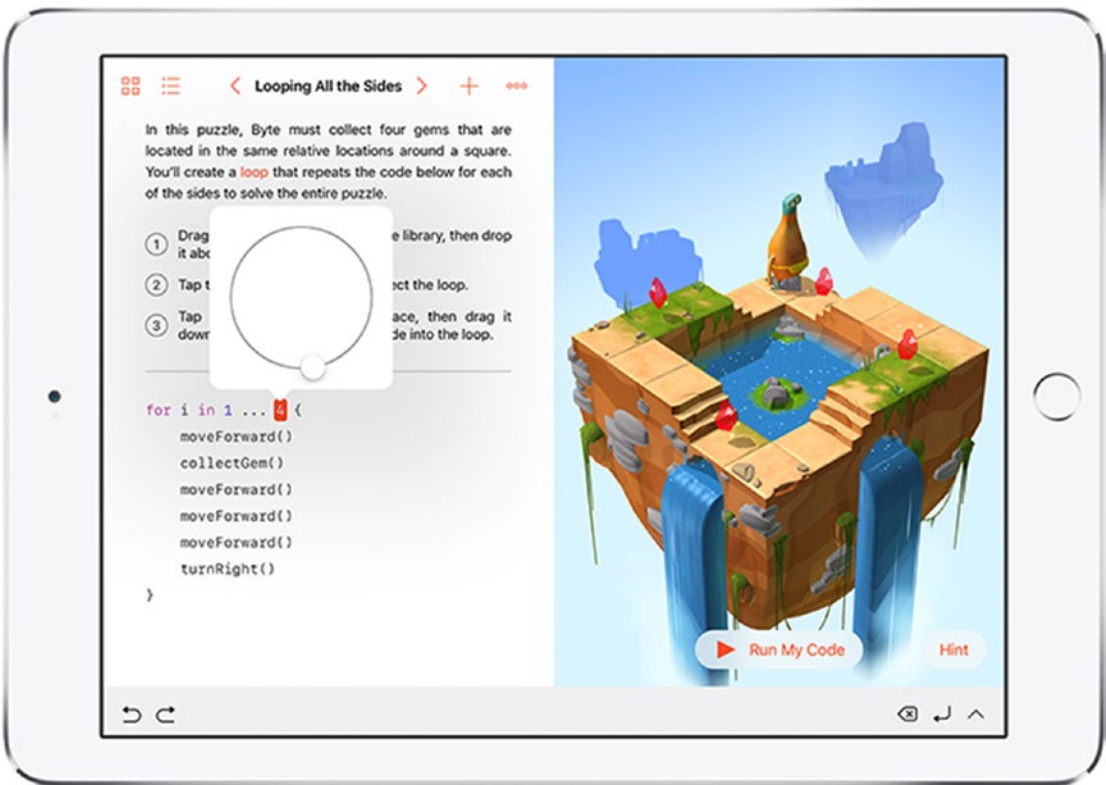 Looping All the Sides
In this puzzle, Byte must collect four gems that are
located in the same relative locations around a square.
You'll create a loop that repeats the code below for each
of the sides to solve the entire puzzle.
1 Drag e library, then drop
it abo
2 Tap t ect the loop.
3 Tap ace, then drag it
down de into the loop.
for i in 1 ... 4 {
moveForward()
collectGem()
moveForward()
moveForward()
moveForward()
turnRight()
}
Run My Code
Hint